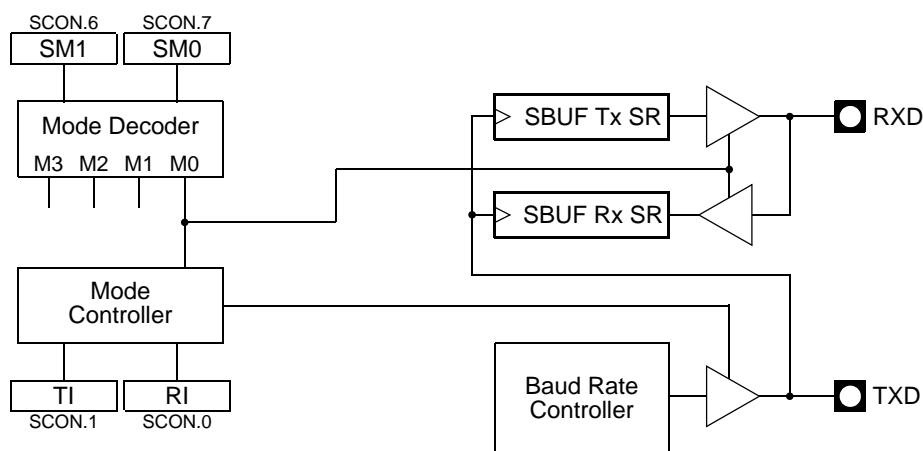 SCON.6 SCON.7
SM1 SM0
Mode Decoder
M3 M2 M1 M0
SBUF Tx SR
RXD
SBUF Rx SR
Mode
Controller
TI RI
SCON.1 SCON.0
Baud Rate
Controller
TXD